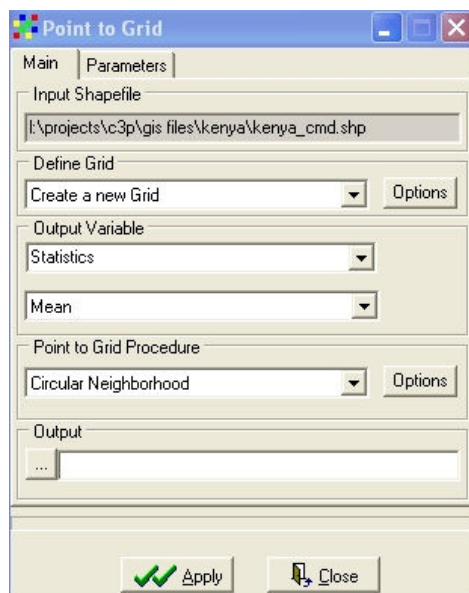 Point to Grid
Main
Parameters
Input Shapefile
I:\projects\c3p\gis files\kenya\kenya_cmd.shp
Define Grid
Create a new Grid
Options
Output Variable
Statistics
Mean
Point to Grid Procedure
Circular Neighborhood
Options
Output
...
Apply
Close